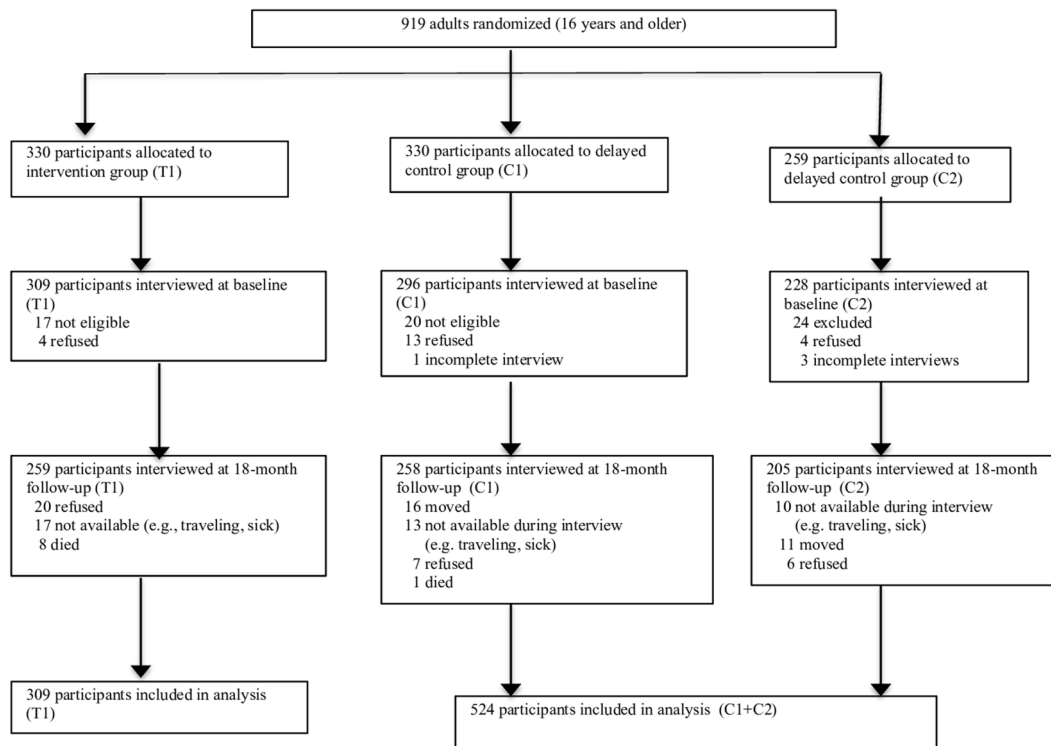 919 adults randomized (16 years and older)
330 participants allocated to
intervention group (T1)
330 participants allocated to delayed
control group (C1)
259 participants allocated to
delayed control group (C2)
309 participants interviewed at baseline
(T1)
17 not eligible
4 refused
296 participants interviewed at baseline
(C1)
20 not eligible
13 refused
1 incomplete interview
228 participants interviewed at
baseline (C2)
24 excluded
4 refused
3 incomplete interviews
259 participants interviewed at 18-month
follow-up (T1)
20 refused
17 not available (e.g., traveling, sick)
8 died
258 participants interviewed at 18-month
follow-up (C1)
16 moved
13 not available during interview
(e.g. traveling, sick)
7 refused
1 died
205 participants interviewed at 18-month
follow-up (C2)
10 not available during interview
(e.g. traveling, sick)
11 moved
6 refused
309 participants included in analysis
(T1)
524 participants included in analysis (C1+C2)